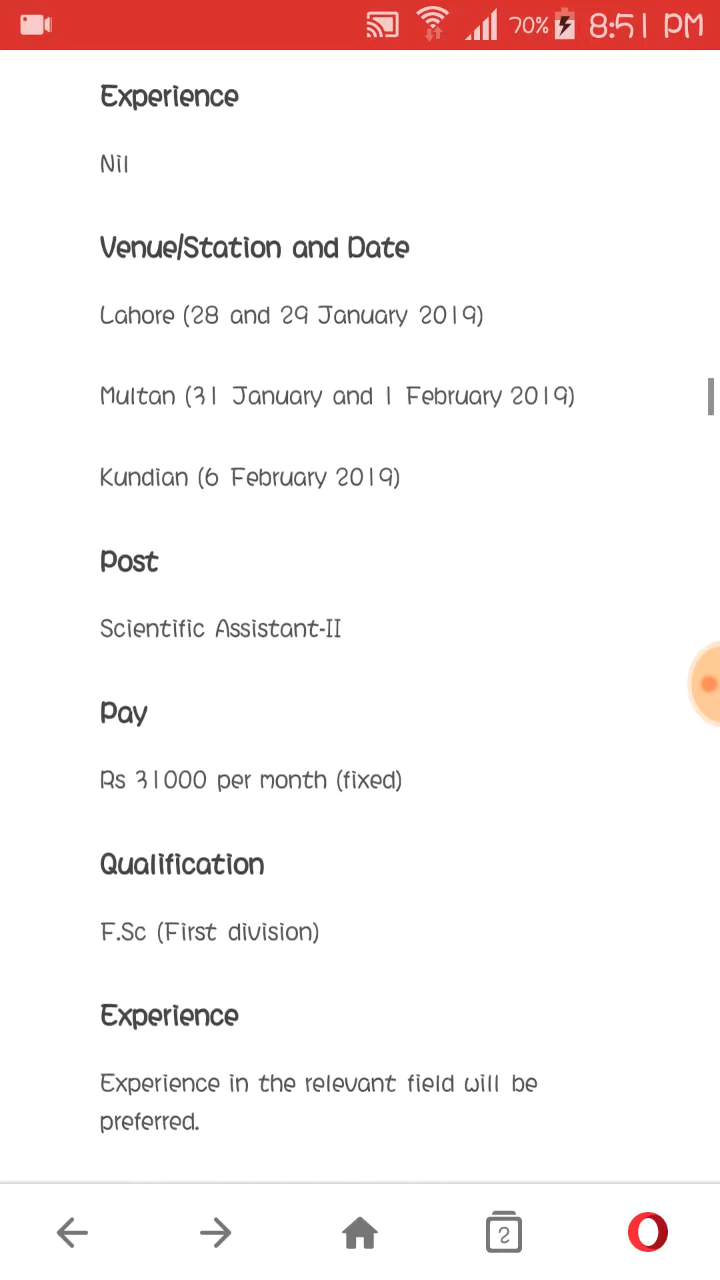 70% 8:51 PM
Experience
Nil
Venue/Station and Date
Lahore (28 and 29 January 2019)
Multan (31 January and 1 February 2019)
Kundian (6 February 2019)
Post
Scientific Assistant-II
Pay
Rs 31000 per month (fixed)
Qualification
F.Sc (First division)
Experience
Experience in the relevant field will be
preferred.
2